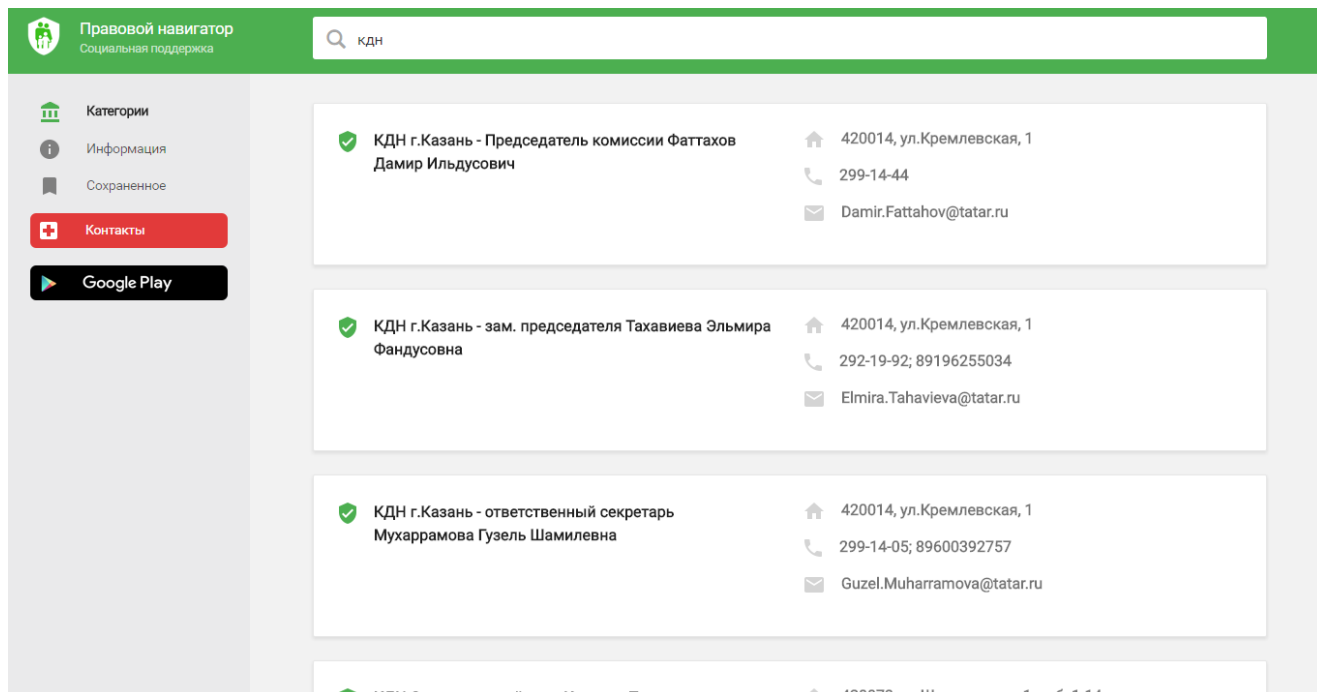 Правовой навигатор
Социальная поддержка
кдн
Категории
Информация
Сохраненное
Контакты
Google Play
КДН г.Казань - Председатель комиссии Фаттахов
Дамир Ильдусович
420014, ул.Кремлевская, 1
299-14-44
Damir.Fattahov@tatar.ru
КДН г.Казань - зам. председателя Тахавиева Эльмира
Фандусовна
420014, ул.Кремлевская, 1
292-19-92; 89196255034
Elmira.Tahavieva@tatar.ru
КДН г.Казань - ответственный секретарь
Мухаррамова Гузель Шамилевна
420014, ул.Кремлевская, 1
299-14-05; 89600392757
Guzel.Muharramova@tatar.ru